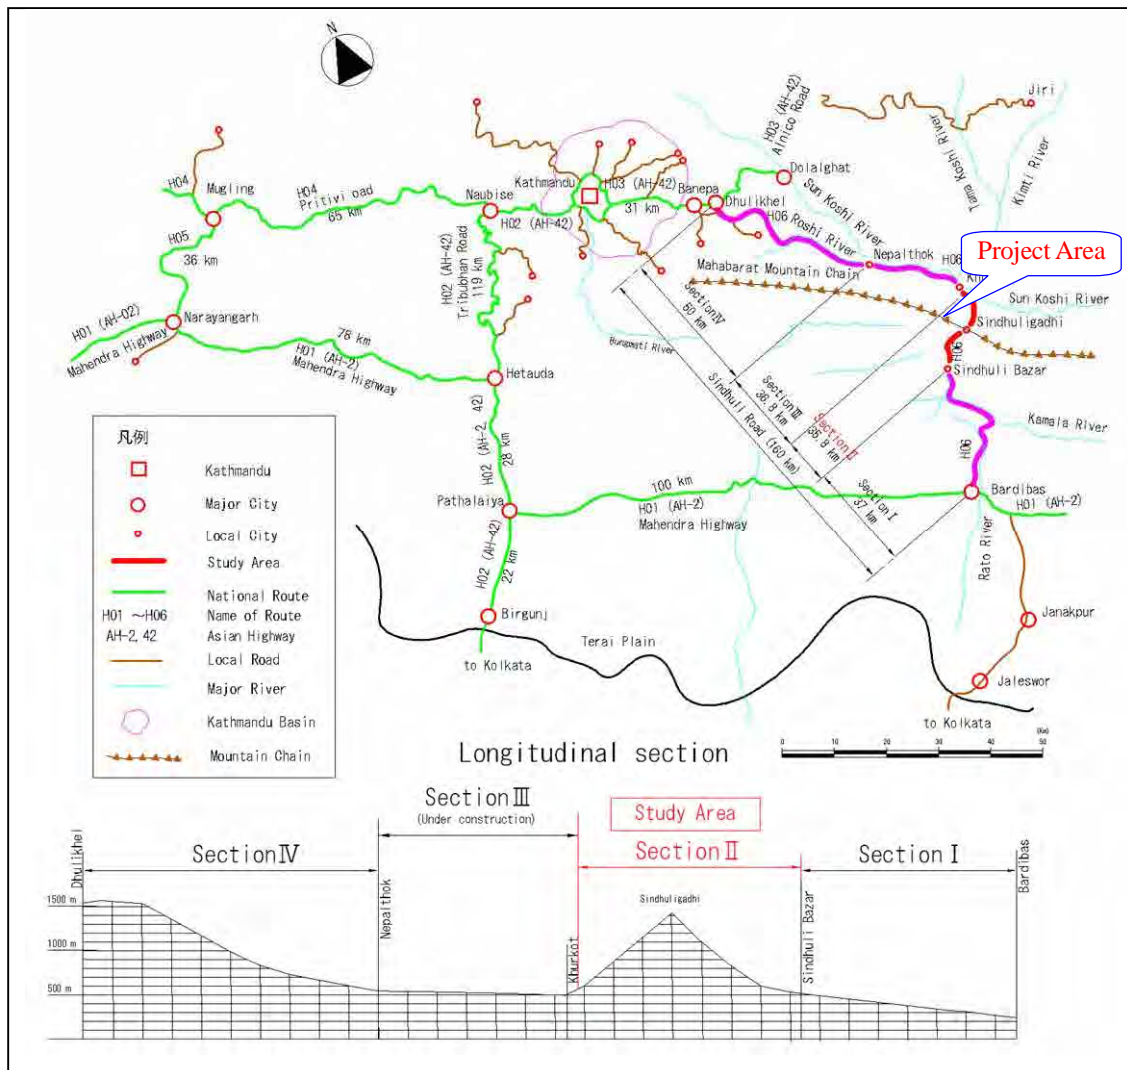 N
H03 (AH-42)
Alnico Road
Jiri
Tama Koshi River
Kimti River
H04
Mugling
H04
Pritivi oad
65 km
Naubise
Kathmandu
H03 (AH-42)
31 km
Banepa
Dhulikhel
Dolalghat
Sun Koshi River
H02 (AH-42)
H06
Roshi River
Nepalthok
H06
Project Area
H05
36 km
H02 (AH-42)
Tribubhan Road
119 km
Mahabarat Mountain Chain
Sun Koshi River
Sindhuligadhi
H06
Sindhuli Bazar
H01 (AH-02)
Mahendra Highway
Narayangarh
76 km
H01 (AH-2)
Mahendra Highway
Hetauda
Section Ⅳ
50 km
Section Ⅲ
36.8 km
Section Ⅱ
35.8 km
Section Ⅰ
37 km
Sindhuli Road (160 km)
Kamala River
H06
H02 (AH-2, 42)
28 km
Pathalaiya
100 km
H01 (AH-2)
Mahendra Highway
Bardibas
H01 (AH-2)
Rato River
H02 (AH-42)
22 km
Birgunj
to Kolkata
Terai Plain
Janakpur
Jaleswor
to Kolkata
凡例
Kathmandu
Major City
Local City
Study Area
National Route
H01 ～H06 Name of Route
AH-2, 42 Asian Highway
Local Road
Major River
Kathmandu Basin
Mountain Chain
0 10 20 30 40 50 (Km)
Longitudinal section
Section Ⅲ
(Under construction)
Study Area
Section Ⅳ
Section Ⅱ
Section Ⅰ
Dhulikhel
Nepalthok
Khurkot
Sindhuligadhi
Sindhuli Bazar
Bardibas
1500 m
1000 m
500 m